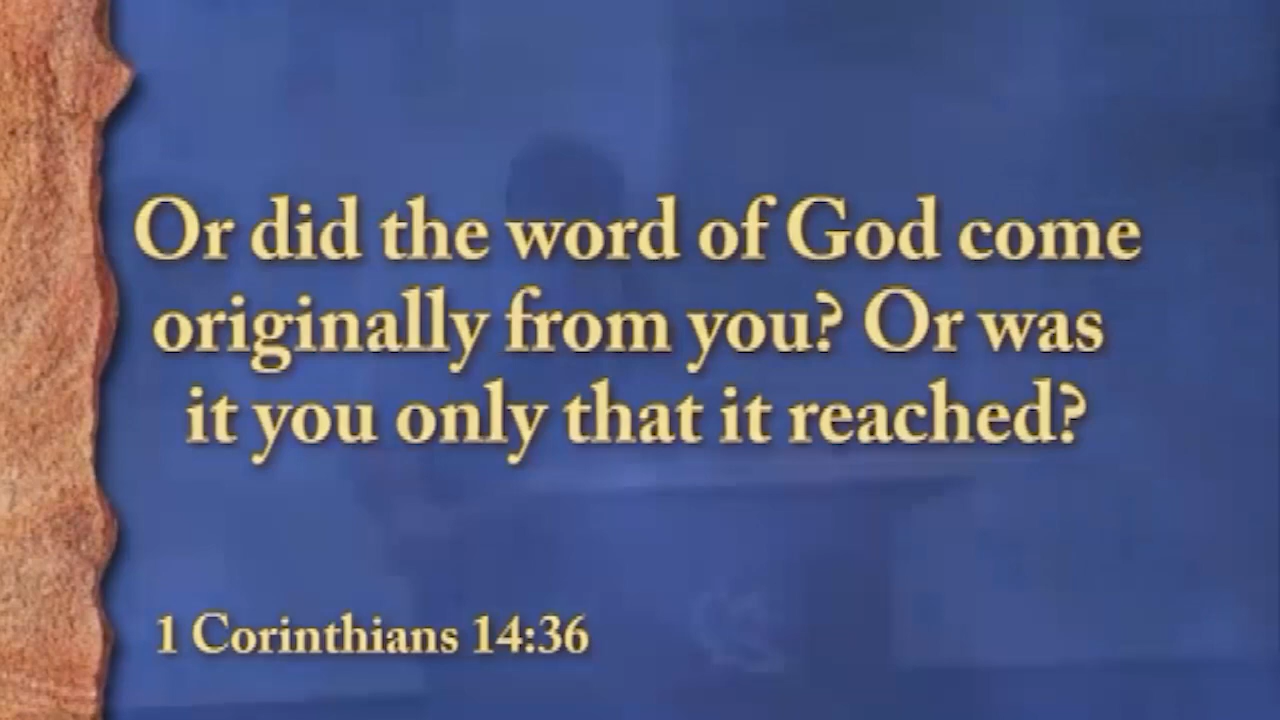 Or did the word of God come
originally from you? Or was
it you only that it reached?
1 Corinthians 14:36